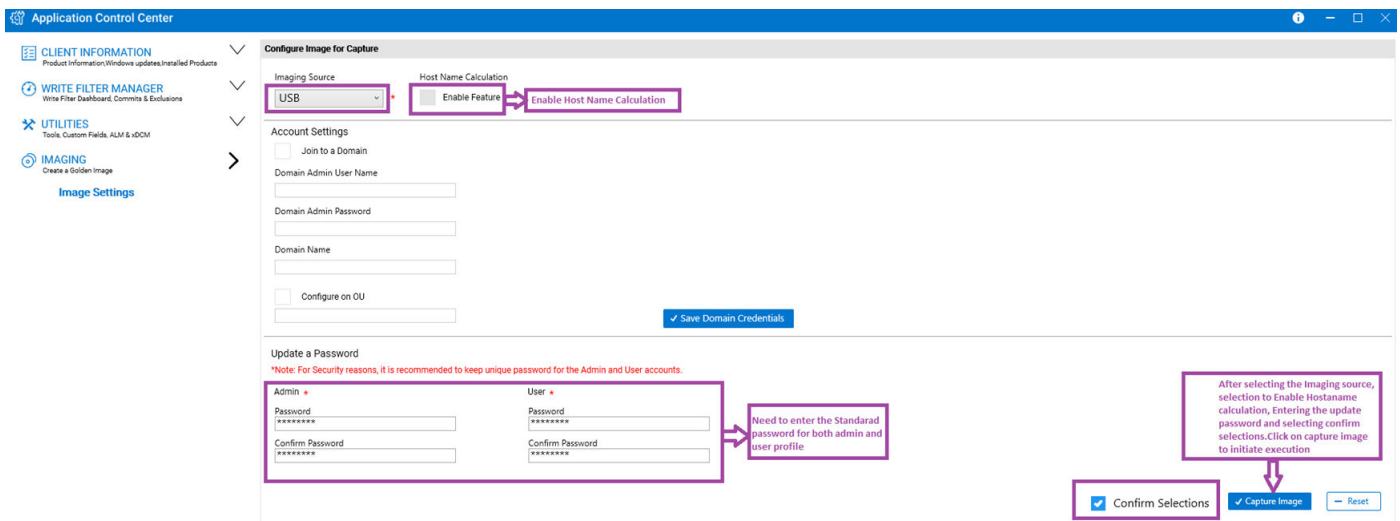 Application Control Center
CLIENT INFORMATION
Product Information,Windows updates,Installed Products
WRITE FILTER MANAGER
Write Filter Dashboard, Commits & Exclusions
UTILITIES
Tools, Custom Fields, ALM & xDCM
IMAGING
Create a Golden Image
Image Settings
Configure Image for Capture
Imaging Source
Host Name Calculation
USB
*
Enable Feature
Enable Host Name Calculation
Account Settings
Join to a Domain
Domain Admin User Name
Domain Admin Password
Domain Name
Configure on OU
✓ Save Domain Credentials
Update a Password
*Note: For Security reasons, it is recommended to keep unique password for the Admin and User accounts.
Admin *
User *
Password
Password
********
********
Confirm Password
Confirm Password
********
********
Need to enter the Standarad
password for both admin and
user profile
After selecting the Imaging source,
selection to Enable Hostaname
calculation, Entering the update
password and selecting confirm
selections.Click on capture image
to initiate execution
Confirm Selections
✓ Capture Image
Reset